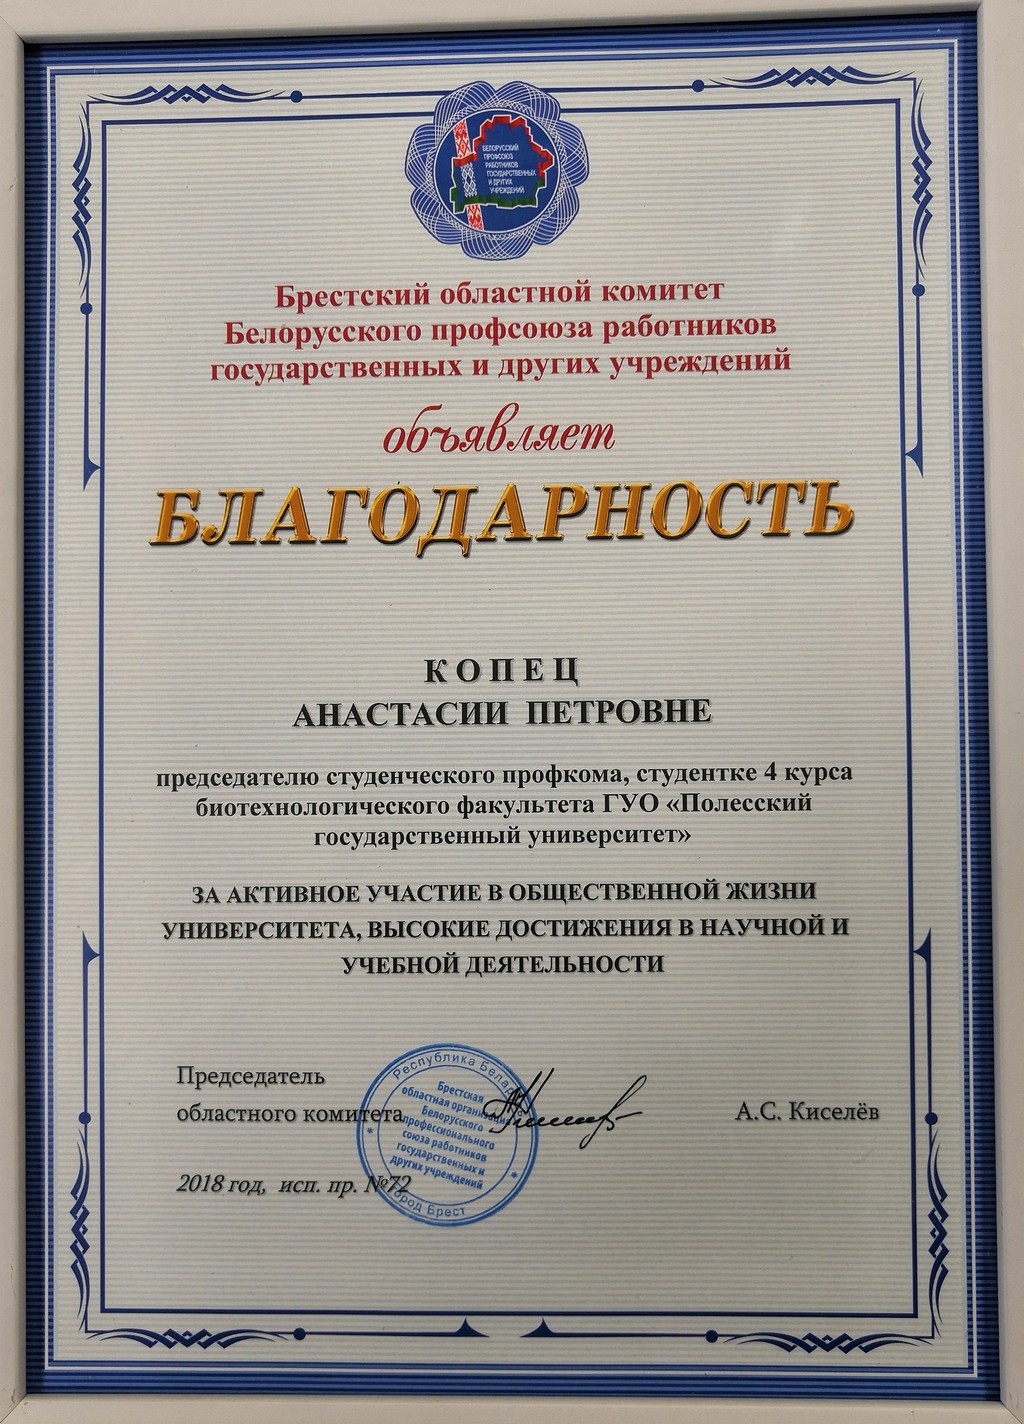 БЕЛОРУССКИЙ
ПРОФСОЮЗ
РАБОТНИКОВ
ГОСУДАРСТВЕННЫХ
И ДРУГИХ
УЧРЕЖДЕНИЙ
Брестский областной комитет
Белорусского профсоюза работников
государственных и других учреждений
объявляет
БЛАГОДАРНОСТЬ
КОПЕЦ
АНАСТАСИИ ПЕТРОВНЕ
председателю студенческого профкома, студентке 4 курса
биотехнологического факультета ГУО «Полесский
государственный университет»
ЗА АКТИВНОЕ УЧАСТИЕ В ОБЩЕСТВЕННОЙ ЖИЗНИ
УНИВЕРСИТЕТА, ВЫСОКИЕ ДОСТИЖЕНИЯ В НАУЧНОЙ И
УЧЕБНОЙ ДЕЯТЕЛЬНОСТИ
Председатель
областного комитета
А.С. Киселёв
Республика
Брестская
областная организация
Белорусского
профессионального
союза работников
государственных и
других учреждений
город Брест
2018 год, исп. пр. №72